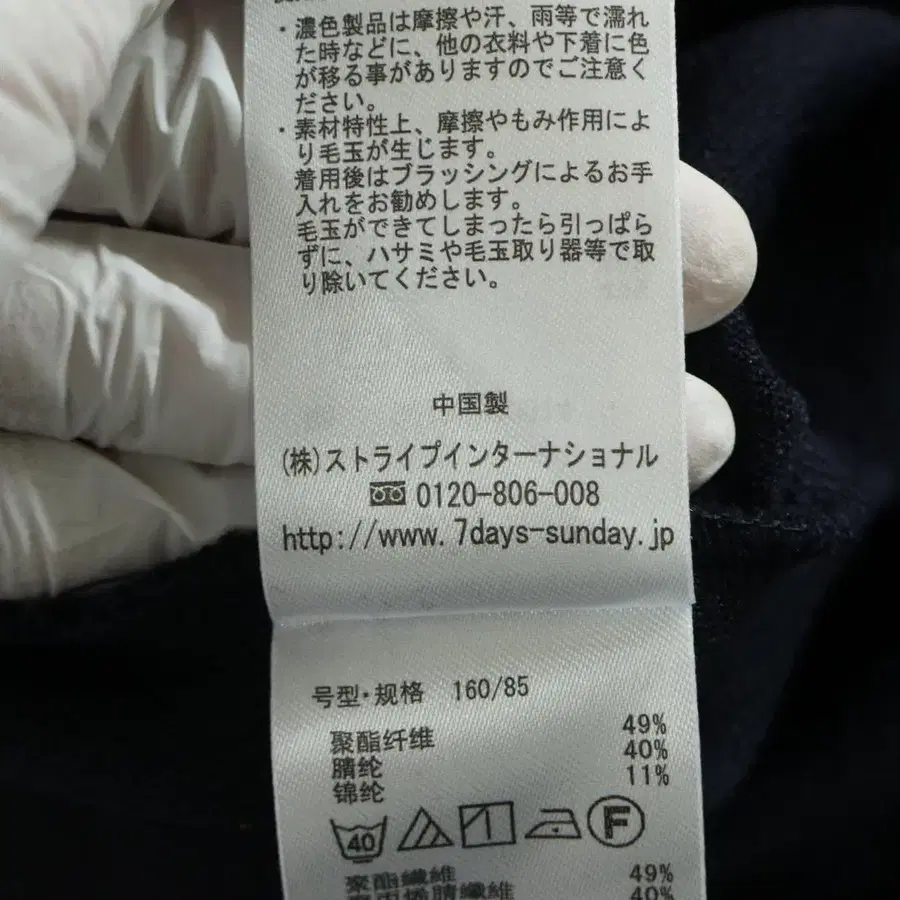 ・濃色製品は摩擦や汗、雨等で濡れ
た時などに、他の衣料や下着に色
が移る事がありますのでご注意く
ださい。
・素材特性上、摩擦やもみ作用によ
り毛玉が生じます。
着用後はブラッシングによるお手
入れをお勧めします。
毛玉ができてしまったら引っぱら
ずに、ハサミや毛玉取り器等で取
り除いてください。
中国製
(株)ストライプインターナショナル
0120-806-008
http://www.7days-sunday.jp
号型・规格 160/85
聚酯纤维 49%
腈纶 40%
锦纶 11%
40 F
聚酯纖維 49%
40%